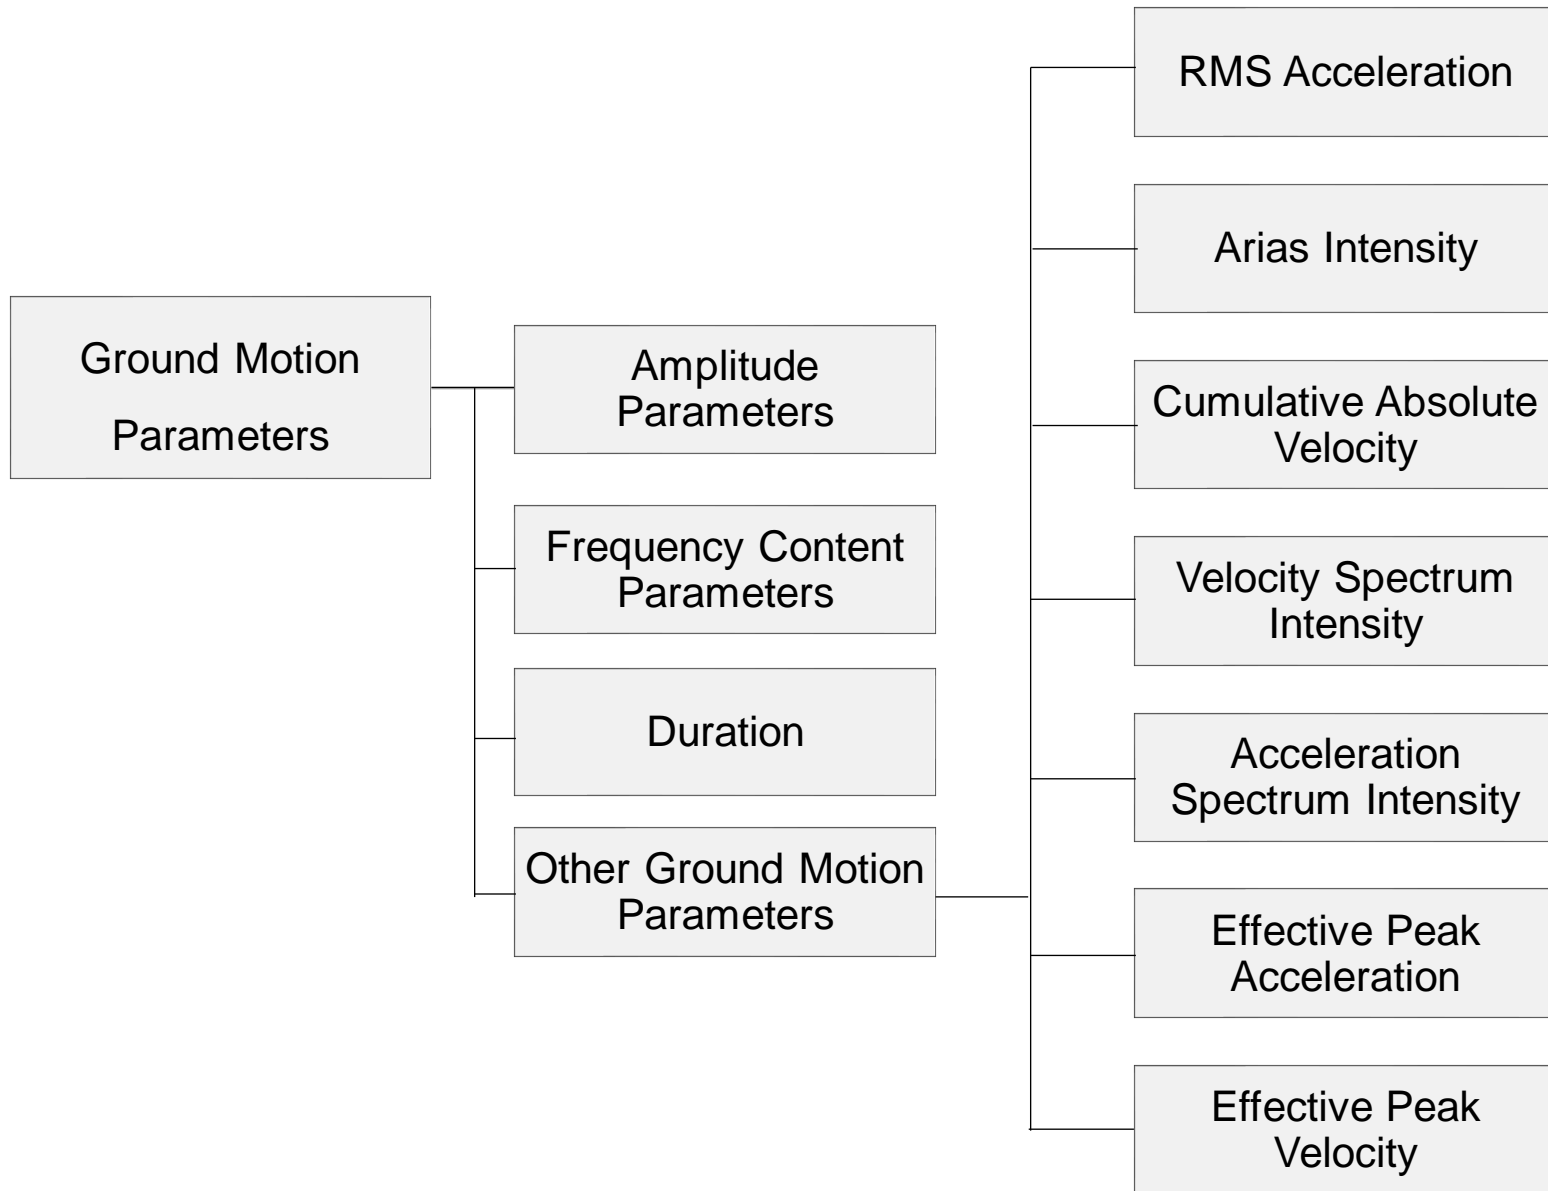 Ground Motion
Parameters
Amplitude
Parameters
Frequency Content
Parameters
Duration
Other Ground Motion
Parameters
RMS Acceleration
Arias Intensity
Cumulative Absolute
Velocity
Velocity Spectrum
Intensity
Acceleration
Spectrum Intensity
Effective Peak
Acceleration
Effective Peak
Velocity